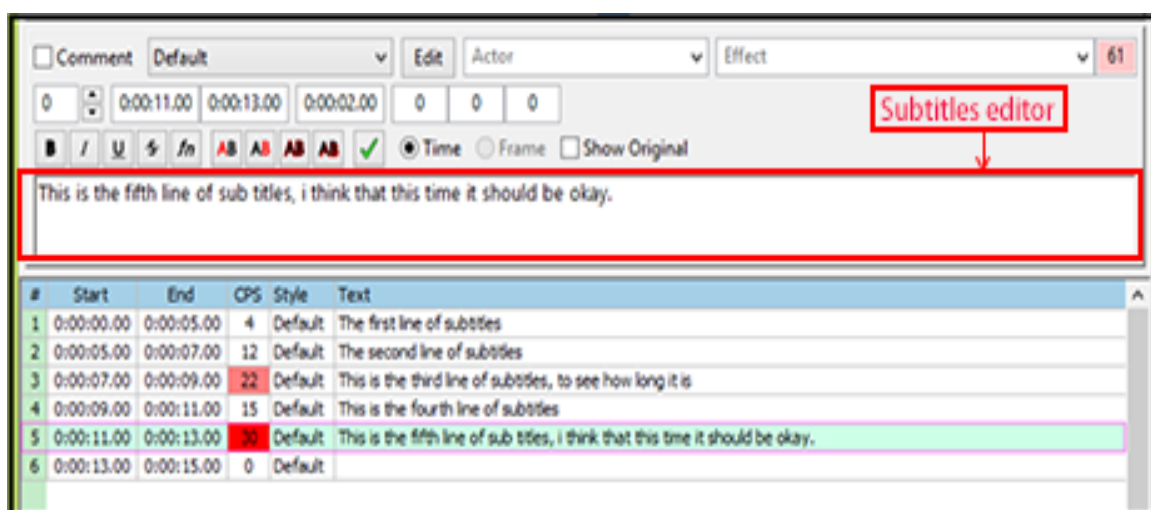 Comment Default Edit Actor Effect 61
0 0:00:11.00 0:00:13.00 0:00:02.00 0 0 0
Subtitles editor
B I U S fn AB AB AB AB Time Frame Show Original
This is the fifth line of sub titles, i think that this time it should be okay.
# Start End CPS Style Text
1 0:00:00.00 0:00:05.00 4 Default The first line of subtitles
2 0:00:05.00 0:00:07.00 12 Default The second line of subtitles
3 0:00:07.00 0:00:09.00 22 Default This is the third line of subtitles, to see how long it is
4 0:00:09.00 0:00:11.00 15 Default This is the fourth line of subtitles
5 0:00:11.00 0:00:13.00 30 Default This is the fifth line of sub titles, i think that this time it should be okay.
6 0:00:13.00 0:00:15.00 0 Default